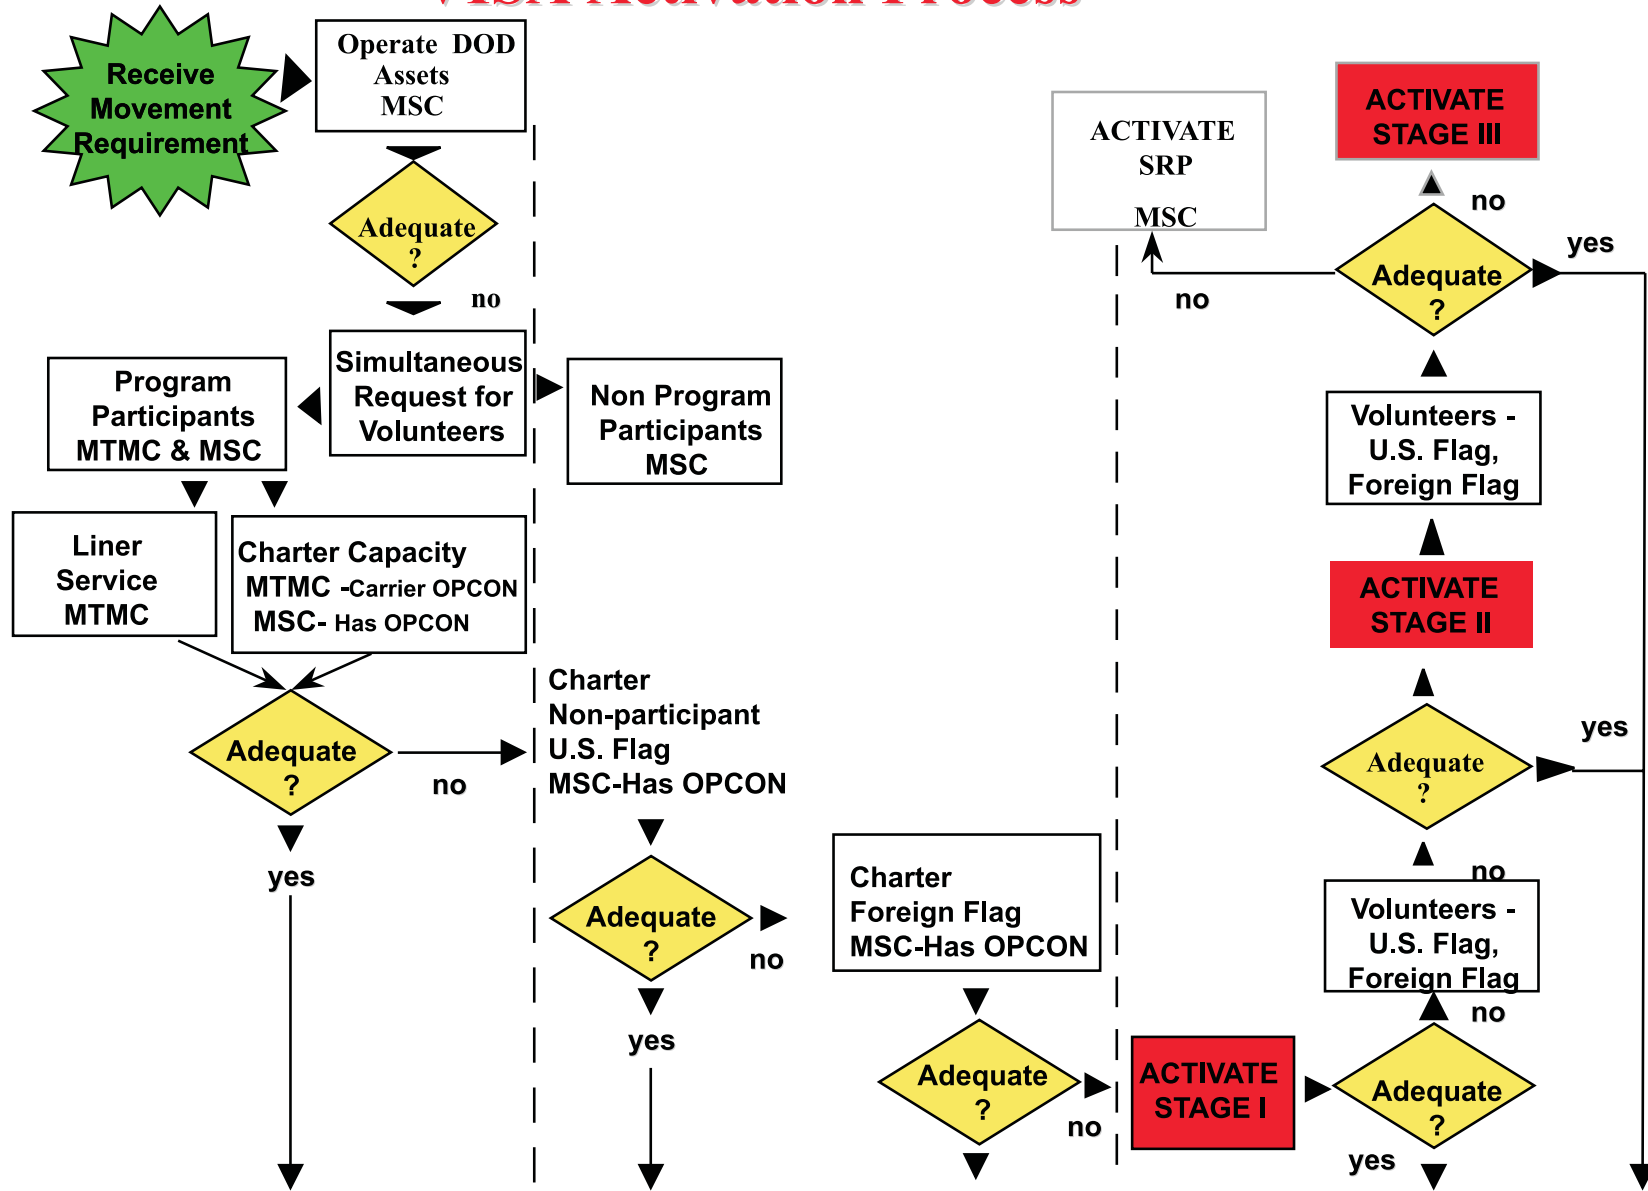 VISA Activation Process
Receive
Movement
Requirement
Operate DOD
Assets
MSC
Adequate
?
no
Simultaneous
Request for
Volunteers
Program
Participants
MTMC & MSC
Non Program
Participants
MSC
Liner
Service
MTMC
Charter Capacity
MTMC -Carrier OPCON
MSC- Has OPCON
Adequate
?
no
yes
Charter
Non-participant
U.S. Flag
MSC-Has OPCON
Adequate
?
no
yes
Charter
Foreign Flag
MSC-Has OPCON
Adequate
?
no
ACTIVATE
STAGE I
Adequate
?
yes
no
Volunteers -
U.S. Flag,
Foreign Flag
no
Adequate
?
yes
ACTIVATE
STAGE II
Volunteers -
U.S. Flag,
Foreign Flag
Adequate
?
yes
no
no
ACTIVATE
SRP
MSC
ACTIVATE
STAGE III